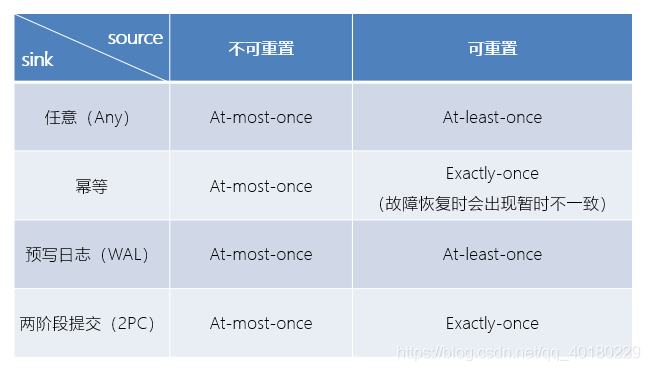 source
sink
不可重置
可重置
任意（Any）
At-most-once
At-least-once
幂等
At-most-once
Exactly-once
（故障恢复时会出现暂时不一致）
预写日志（WAL）
At-most-once
At-least-once
两阶段提交（2PC）
At-most-once
Exactly-once
https://blog.csdn.net/qq_40180229